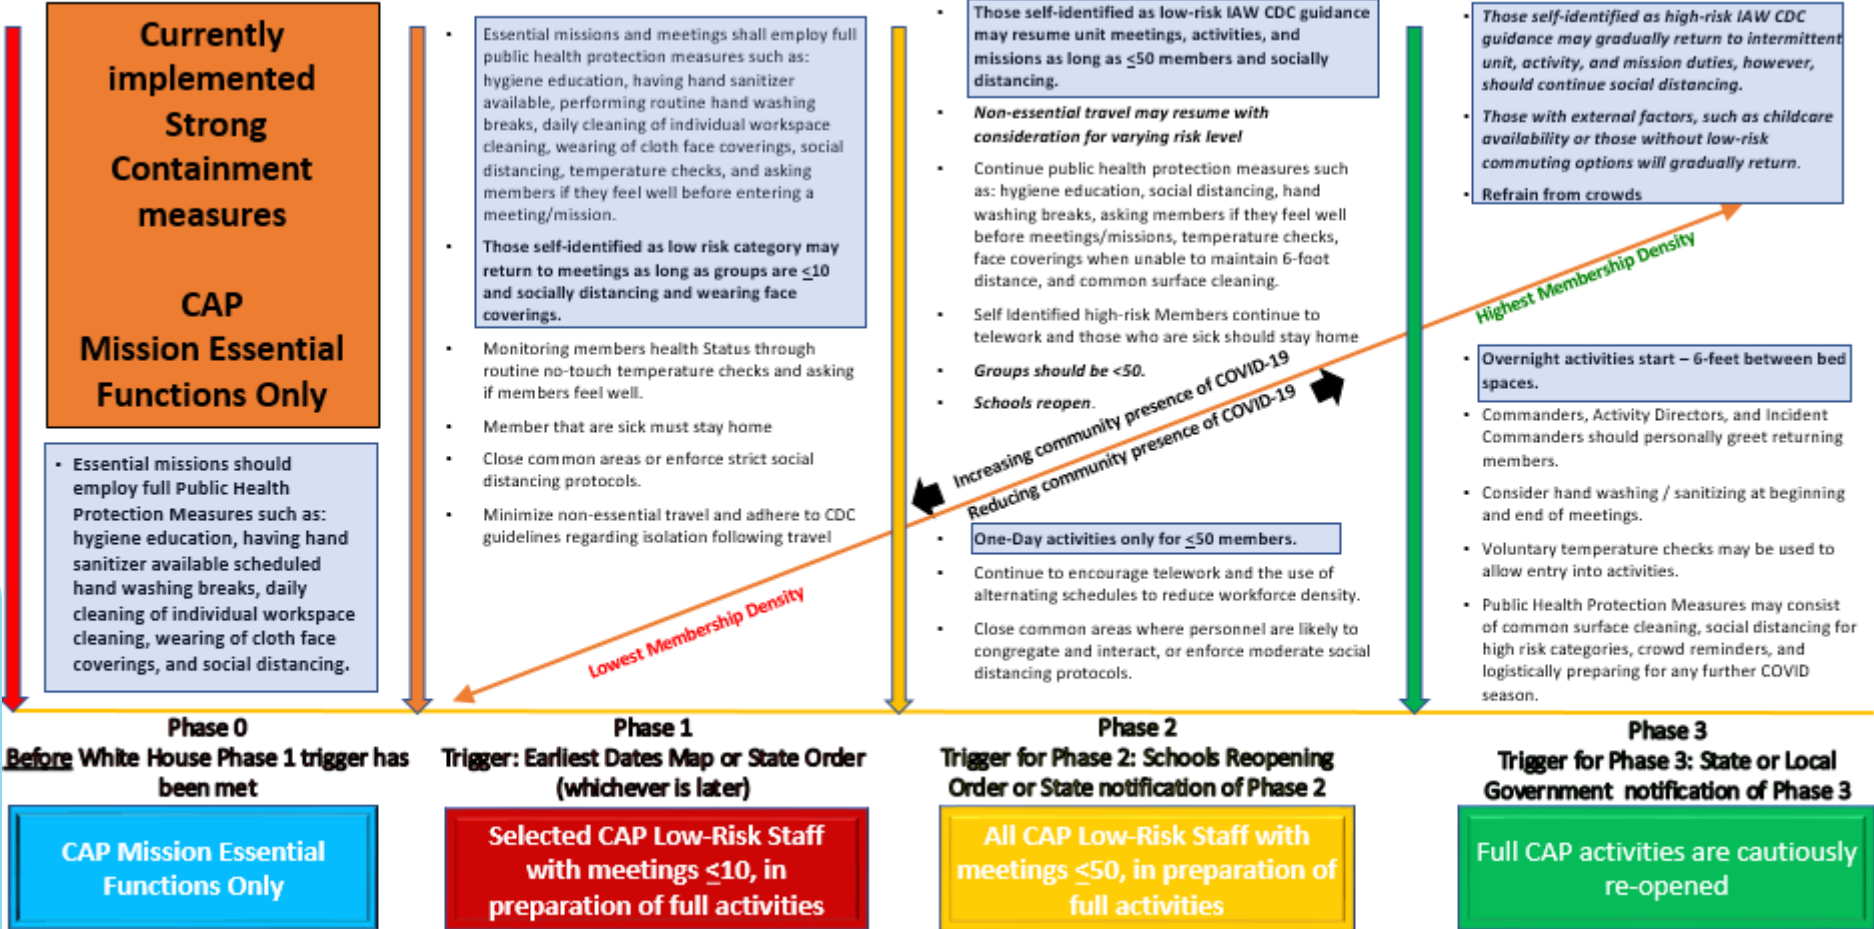 Currently
implemented
Strong
Containment
measures
CAP
Mission Essential
Functions Only
▪ Essential missions should
employ full Public Health
Protection Measures such as:
hygiene education, having hand
sanitizer available scheduled
hand washing breaks, daily
cleaning of individual workspace
cleaning, wearing of cloth face
coverings, and social distancing.
▪ Essential missions and meetings shall employ full
public health protection measures such as:
hygiene education, having hand sanitizer
available, performing routine hand washing
breaks, daily cleaning of individual workspace
cleaning, wearing of cloth face coverings, social
distancing, temperature checks, and asking
members if they feel well before entering a
meeting/mission.
▪ Those self-identified as low risk category may
return to meetings as long as groups are ≤10
and socially distancing and wearing face
coverings.
▪ Monitoring members health Status through
routine no-touch temperature checks and asking
if members feel well.
▪ Member that are sick must stay home
▪ Close common areas or enforce strict social
distancing protocols.
▪ Minimize non-essential travel and adhere to CDC
guidelines regarding isolation following travel
Lowest Membership Density
▪ Those self-identified as low-risk IAW CDC guidance
may resume unit meetings, activities, and
missions as long as ≤50 members and socially
distancing.
▪ Non-essential travel may resume with
consideration for varying risk level
▪ Continue public health protection measures such
as: hygiene education, social distancing, hand
washing breaks, asking members if they feel well
before meetings/missions, temperature checks,
face coverings when unable to maintain 6-foot
distance, and common surface cleaning.
▪ Self Identified high-risk Members continue to
telework and those who are sick should stay home
▪ Groups should be <50.
▪ Schools reopen.
Increasing community presence of COVID-19
Reducing community presence of COVID-19
▪ One-Day activities only for ≤50 members.
▪ Continue to encourage telework and the use of
alternating schedules to reduce workforce density.
▪ Close common areas where personnel are likely to
congregate and interact, or enforce moderate social
distancing protocols.
▪ Those self-identified as high-risk IAW CDC
guidance may gradually return to intermittent
unit, activity, and mission duties, however,
should continue social distancing.
▪ Those with external factors, such as childcare
availability or those without low-risk
commuting options will gradually return.
▪ Refrain from crowds
Highest Membership Density
▪ Overnight activities start – 6-feet between bed
spaces.
▪ Commanders, Activity Directors, and Incident
Commanders should personally greet returning
members.
▪ Consider hand washing / sanitizing at beginning
and end of meetings.
▪ Voluntary temperature checks may be used to
allow entry into activities.
▪ Public Health Protection Measures may consist
of common surface cleaning, social distancing for
high risk categories, crowd reminders, and
logistically preparing for any further COVID
season.
Phase 0
Before White House Phase 1 trigger has
been met
CAP Mission Essential
Functions Only
Phase 1
Trigger: Earliest Dates Map or State Order
(whichever is later)
Selected CAP Low-Risk Staff
with meetings ≤10, in
preparation of full activities
Phase 2
Trigger for Phase 2: Schools Reopening
Order or State notification of Phase 2
All CAP Low-Risk Staff with
meetings ≤50, in preparation of
full activities
Phase 3
Trigger for Phase 3: State or Local
Government notification of Phase 3
Full CAP activities are cautiously
re-opened